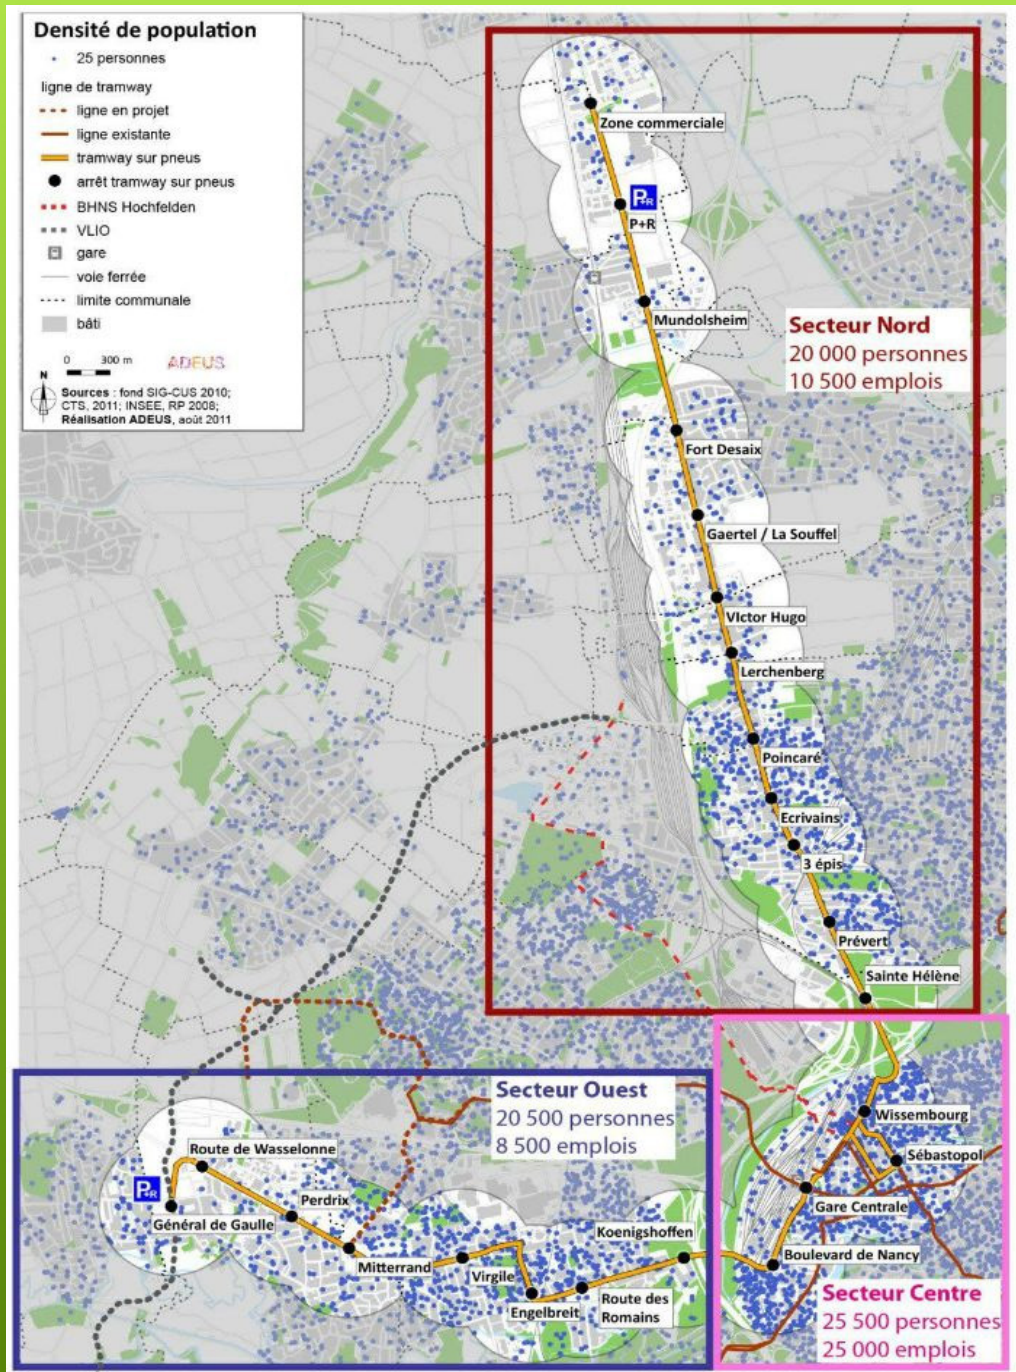 Densité de population
25 personnes
ligne de tramway
ligne en projet
ligne existante
tramway sur pneus
arrêt tramway sur pneus
BHNS Hochfelden
VLIO
gare
voie ferrée
limite communale
bâti
0 300 m
ADEUS
N
Sources : fond SIG-CUS 2010;
CTS, 2011; INSEE, RP 2008;
Réalisation ADEUS, août 2011
Zone commerciale
P+R
P+R
Mundolsheim
Secteur Nord
20 000 personnes
10 500 emplois
Fort Desaix
Gaertel / La Souffel
VIctor Hugo
Lerchenberg
Poincaré
Ecrivains
3 épis
Prévert
Sainte Hélène
Secteur Ouest
20 500 personnes
8 500 emplois
Route de Wasselonne
P+R
Général de Gaulle
Perdrix
Mitterrand
Virgile
Engelbreit
Route des
Romains
Koenigshoffen
Wissembourg
Sébastopol
Gare Centrale
Boulevard de Nancy
Secteur Centre
25 500 personnes
25 000 emplois